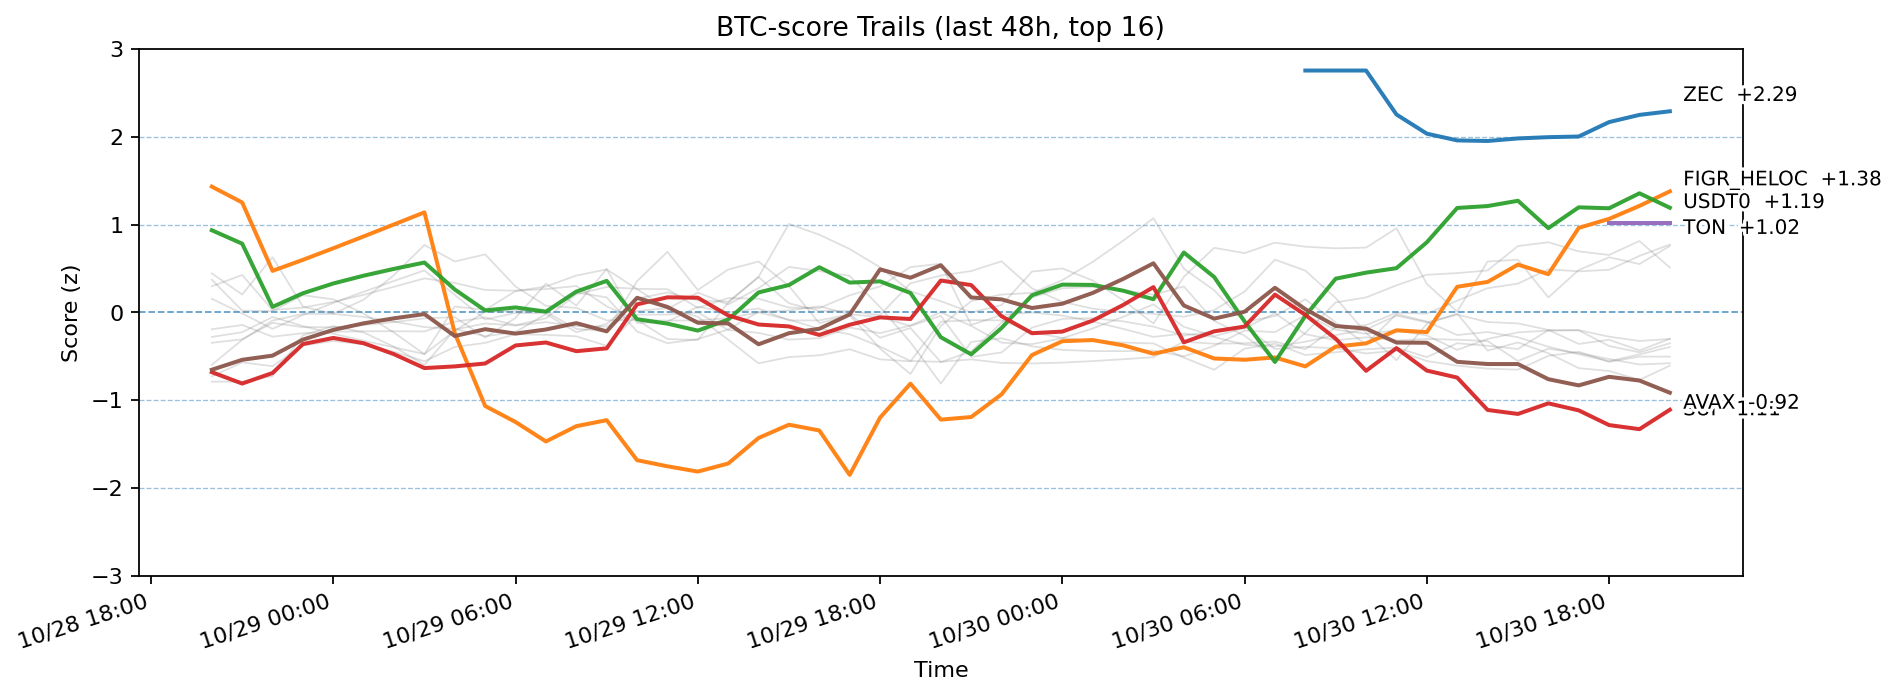 BTC-score Trails (last 48h, top 16)
3
2
1
0
−1
−2
−3
Score (z)
ZEC +2.29
FIGR_HELOC +1.38
USDT0 +1.19
TON +1.02
AVAX -0.92
10/28 18:00
10/29 00:00
10/29 06:00
10/29 12:00
10/29 18:00
10/30 00:00
10/30 06:00
10/30 12:00
10/30 18:00
Time